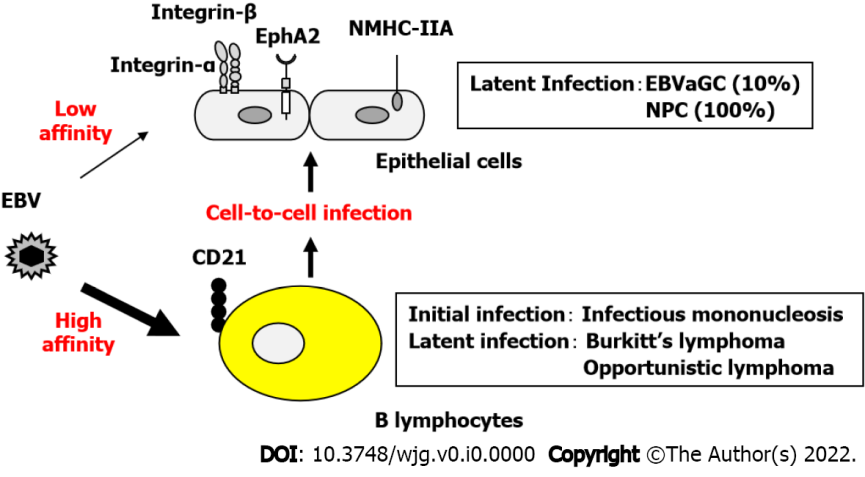 Integrin-β
EphA2
NMHC-IIA
Integrin-α
Latent Infection：EBVaGC (10%)
NPC (100%)
Low
affinity
Epithelial cells
EBV
Cell-to-cell infection
CD21
High
affinity
Initial infection： Infectious mononucleosis
Latent infection： Burkitt’s lymphoma
Opportunistic lymphoma
B lymphocytes
DOI: 10.3748/wjg.v0.i0.0000 Copyright ©The Author(s) 2022.